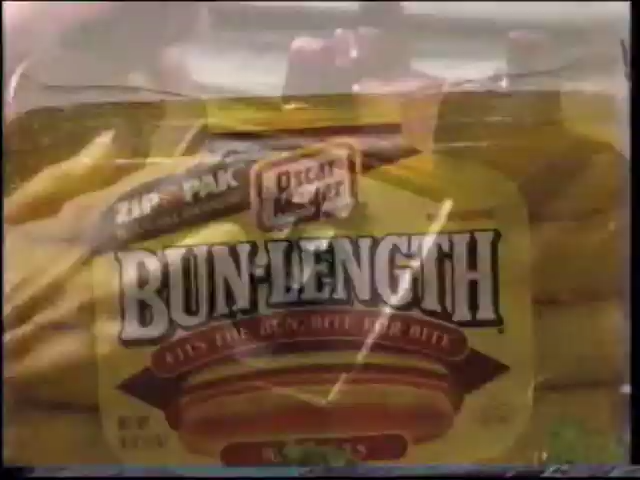 ZIP PAK
OSCAR
MAYER
BUN-LENGTH
FITS THE BUN, BITE FOR BITE